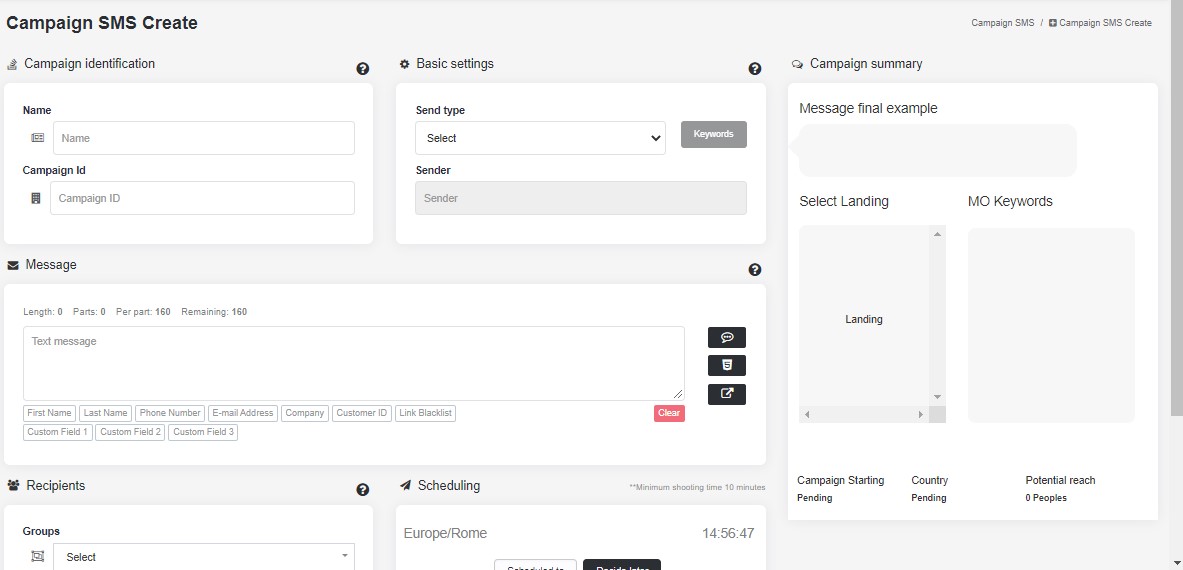 Campaign SMS Create
Campaign SMS / Campaign SMS Create
Campaign identification
Name
Name
Campaign Id
Campaign ID
Basic settings
Send type
Select
Keywords
Sender
Sender
Message
Length: 0 Parts: 0 Per part: 160 Remaining: 160
Text message
First Name Last Name Phone Number E-mail Address Company Customer ID Link Blacklist Clear
Custom Field 1 Custom Field 2 Custom Field 3
Recipients
Groups
Select
Scheduling
**Minimum shooting time 10 minutes
Europe/Rome 14:56:47
Scheduled to Decide later
Campaign summary
Message final example
Select Landing MO Keywords
Landing
Campaign Starting Country Potential reach
Pending Pending 0 Peoples